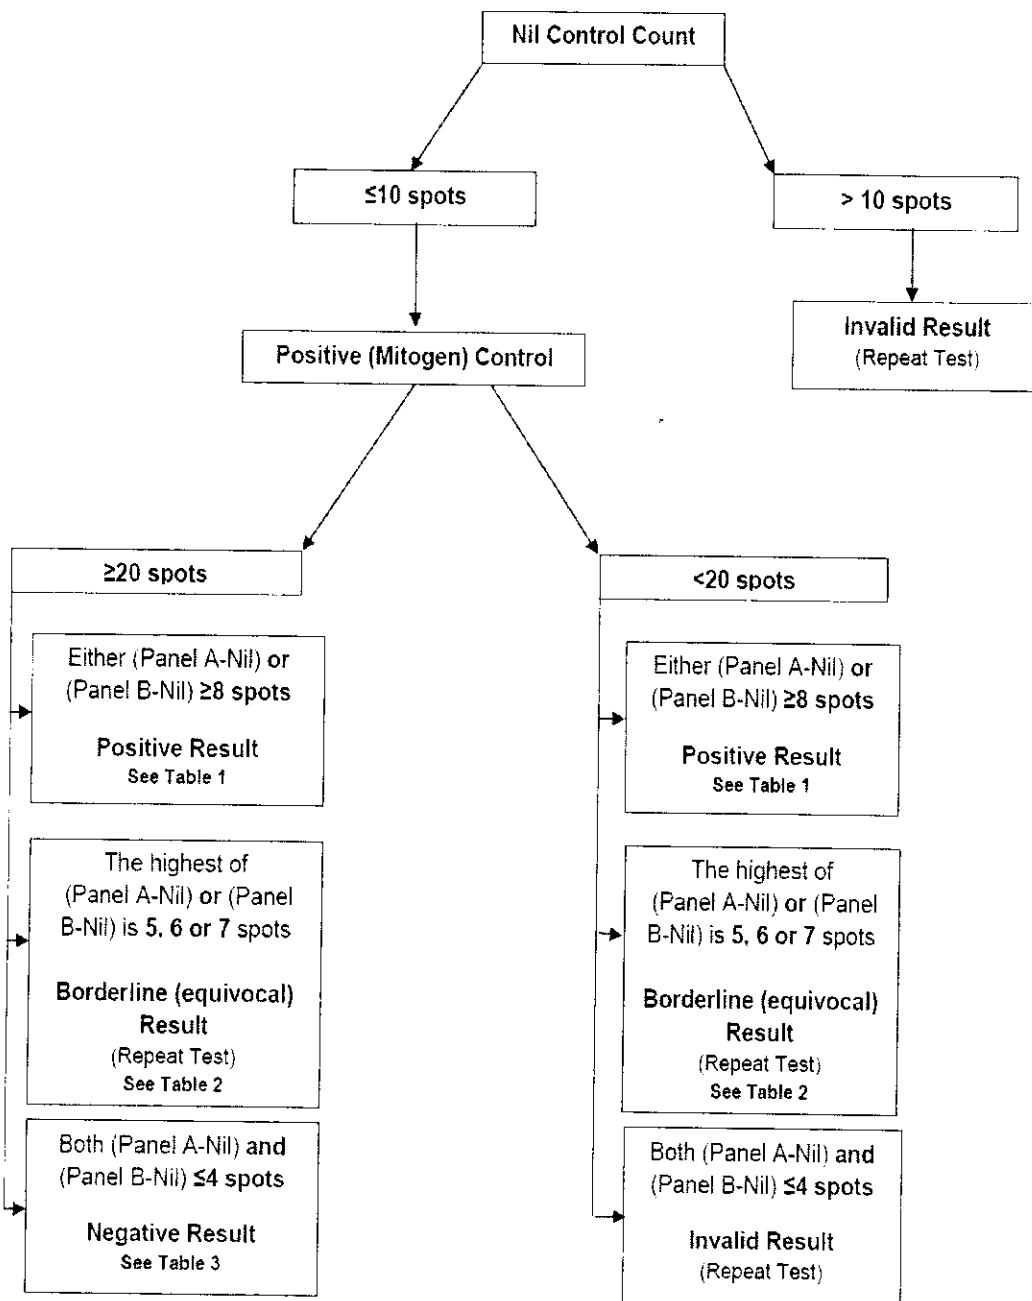 Nil Control Count
≤10 spots
> 10 spots
Invalid Result
(Repeat Test)
Positive (Mitogen) Control
≥20 spots
<20 spots
Either (Panel A-Nil) or
(Panel B-Nil) ≥8 spots
Positive Result
See Table 1
The highest of
(Panel A-Nil) or (Panel
B-Nil) is 5, 6 or 7 spots
Borderline (equivocal)
Result
(Repeat Test)
See Table 2
Both (Panel A-Nil) and
(Panel B-Nil) ≤4 spots
Negative Result
See Table 3
Either (Panel A-Nil) or
(Panel B-Nil) ≥8 spots
Positive Result
See Table 1
The highest of
(Panel A-Nil) or (Panel
B-Nil) is 5, 6 or 7 spots
Borderline (equivocal)
Result
(Repeat Test)
See Table 2
Both (Panel A-Nil) and
(Panel B-Nil) ≤4 spots
Invalid Result
(Repeat Test)